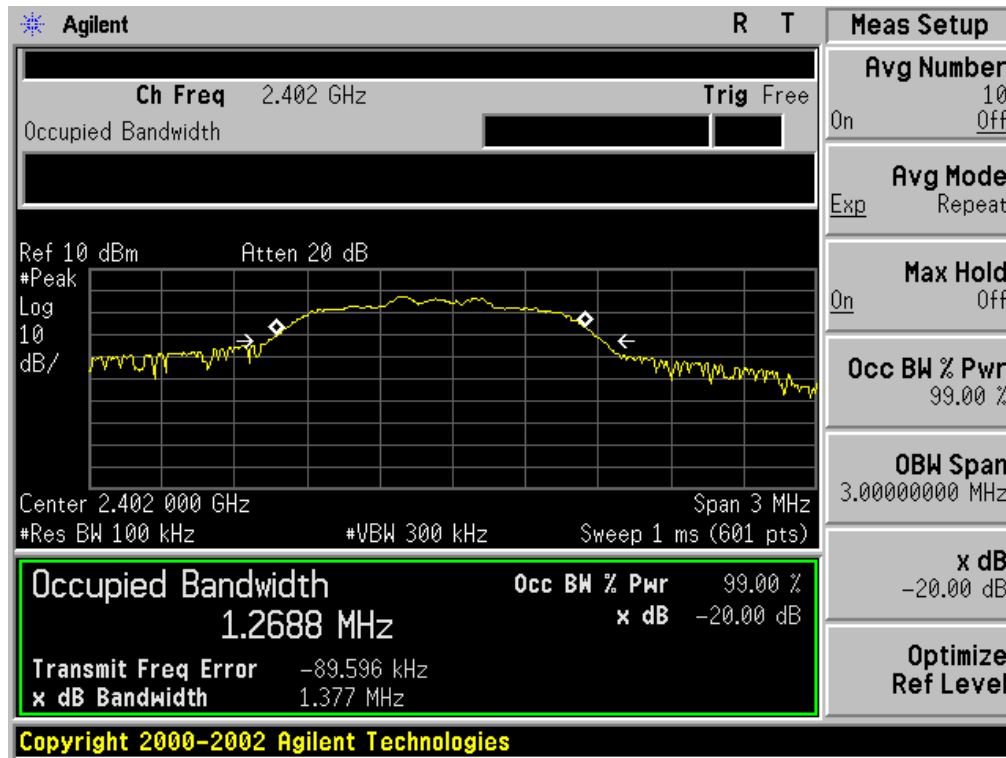 Agilent R T
Ch Freq 2.402 GHz Trig Free
Occupied Bandwidth
Ref 10 dBm Atten 20 dB
#Peak
Log
10
dB/
Center 2.402 000 GHz Span 3 MHz
#Res BW 100 kHz #VBW 300 kHz Sweep 1 ms (601 pts)
Occupied Bandwidth Occ BW % Pwr 99.00 %
1.2688 MHz x dB -20.00 dB
Transmit Freq Error -89.596 kHz
x dB Bandwidth 1.377 MHz
Copyright 2000-2002 Agilent Technologies
Meas Setup
Avg Number
10
On Off
Avg Mode
Exp Repeat
Max Hold
On Off
Occ BW % Pwr
99.00 %
OBW Span
3.00000000 MHz
x dB
-20.00 dB
Optimize
Ref Level